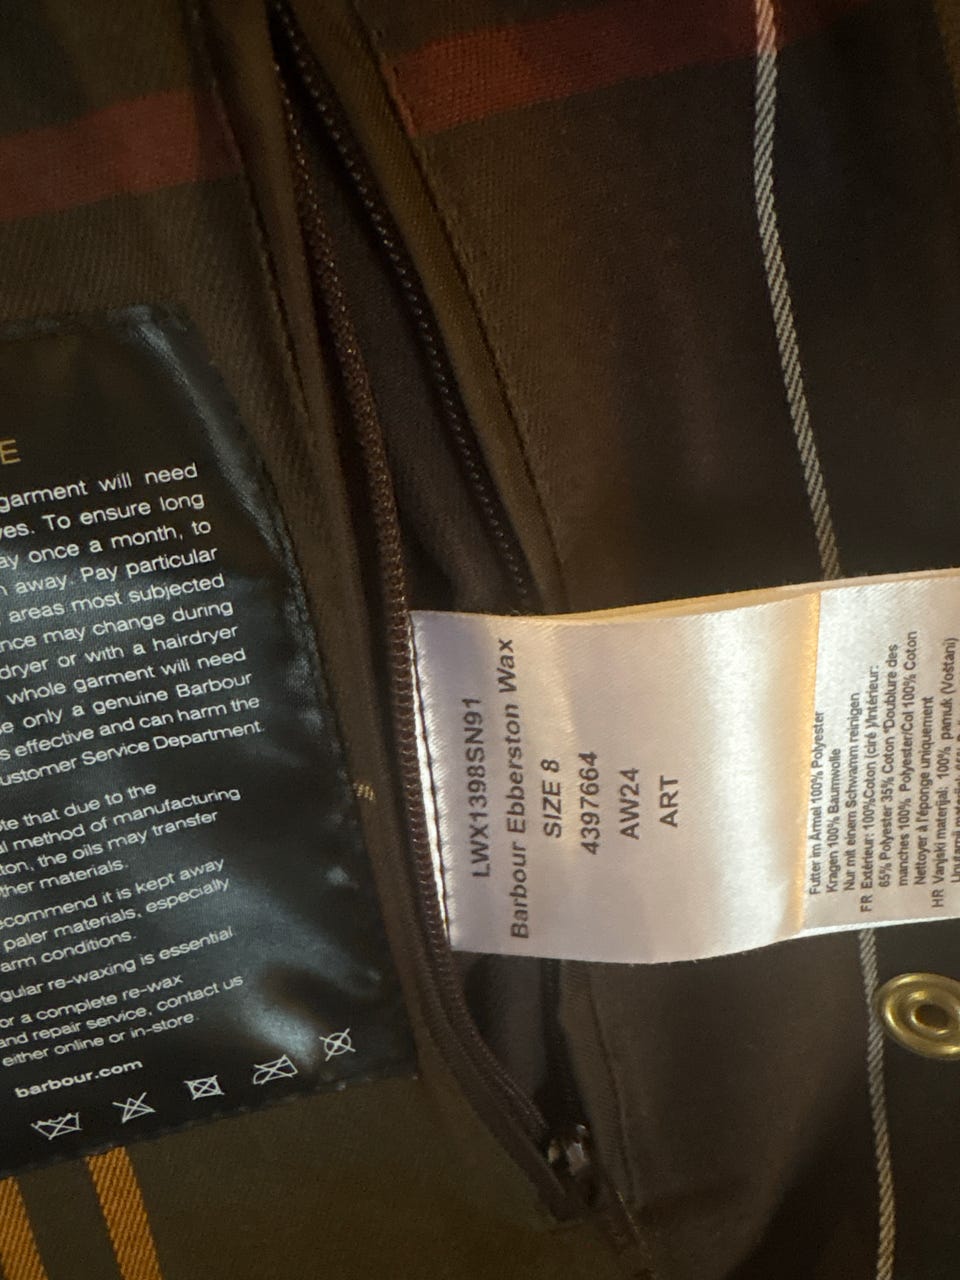 E
garment will need
es. To ensure long
ay once a month, to
away. Pay particular
areas most subjected
nce may change during
dryer or with a hairdryer
whole garment will need
e only a genuine Barbour
s effective and can harm the
ustomer Service Department.
te that due to the
al method of manufacturing
ton, the oils may transfer
ther materials.
ecommend it is kept away
paler materials, especially
arm conditions.
gular re-waxing is essential
or a complete re-wax
and repair service, contact us
either online or in-store.
barbour.com
LWX1398SN91
Barbour Ebberston Wax
SIZE 8
4397664
AW24
ART
Futter im Ärmel 100% Polyester
Kragen 100% Baumwolle
Nur mit einem Schwamm reinigen
FR Extérieur: 100%Coton (ciré )/Intérieur:
65% Polyester 35% Coton *Doublure des
manches 100% Polyester/Col 100% Coton
Nettoyer à l'éponge uniquement
HR Vanjski materijal: 100% pamuk (Voštani)